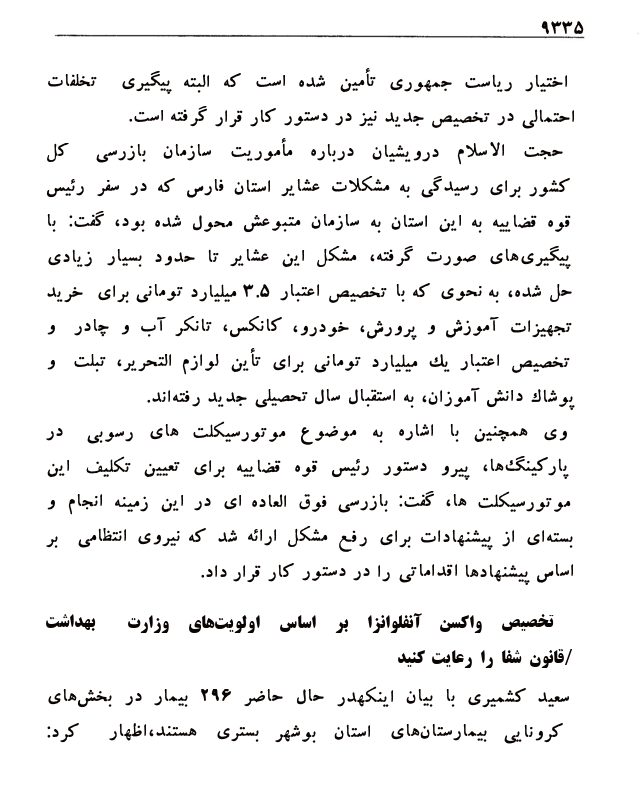 ۹۳۳۵
اختیار ریاست جمهوری تأمین شده است که البته پیگیری تخلفات
احتمالی در تخصیص جدید نیز در دستور کار قرار گرفته است.
حجت الاسلام درویشیان درباره مأموریت سازمان بازرسی کل
کشور برای رسیدگی به مشکلات عشایر استان فارس که در سفر رئیس
قوه قضاییه به این استان به سازمان متبوعش محول شده بود، گفت: با
پیگیری‌های صورت گرفته، مشکل این عشایر تا حدود بسیار زیادی
حل شده، به نحوی که با تخصیص اعتبار ۳.۵ میلیارد تومانی برای خرید
تجهیزات آموزش و پرورش، خودرو، کانکس، تانکر آب و چادر و
تخصیص اعتبار یك میلیارد تومانی برای تأین لوازم التحریر، تبلت و
پوشاك دانش آموزان، به استقبال سال تحصیلی جدید رفته‌اند.
وی همچنین با اشاره به موضوع موتورسیکلت های رسوبی در
پارکینگ‌ها، پیرو دستور رئیس قوه قضاییه برای تعیین تکلیف این
موتورسیکلت ها، گفت: بازرسی فوق العاده ای در این زمینه انجام و
بسته‌ای از پیشنهادات برای رفع مشکل ارائه شد که نیروی انتظامی بر
اساس پیشنهادها اقداماتی را در دستور کار قرار داد.
تخصیص واکسن آنفلوانزا بر اساس اولویت‌های وزارت بهداشت
/قانون شفا را رعایت کنید
سعید کشمیری با بیان اینکهدر حال حاضر ۲۹۶ بیمار در بخش‌های
کرونایی بیمارستان‌های استان بوشهر بستری هستند،اظهار کرد: